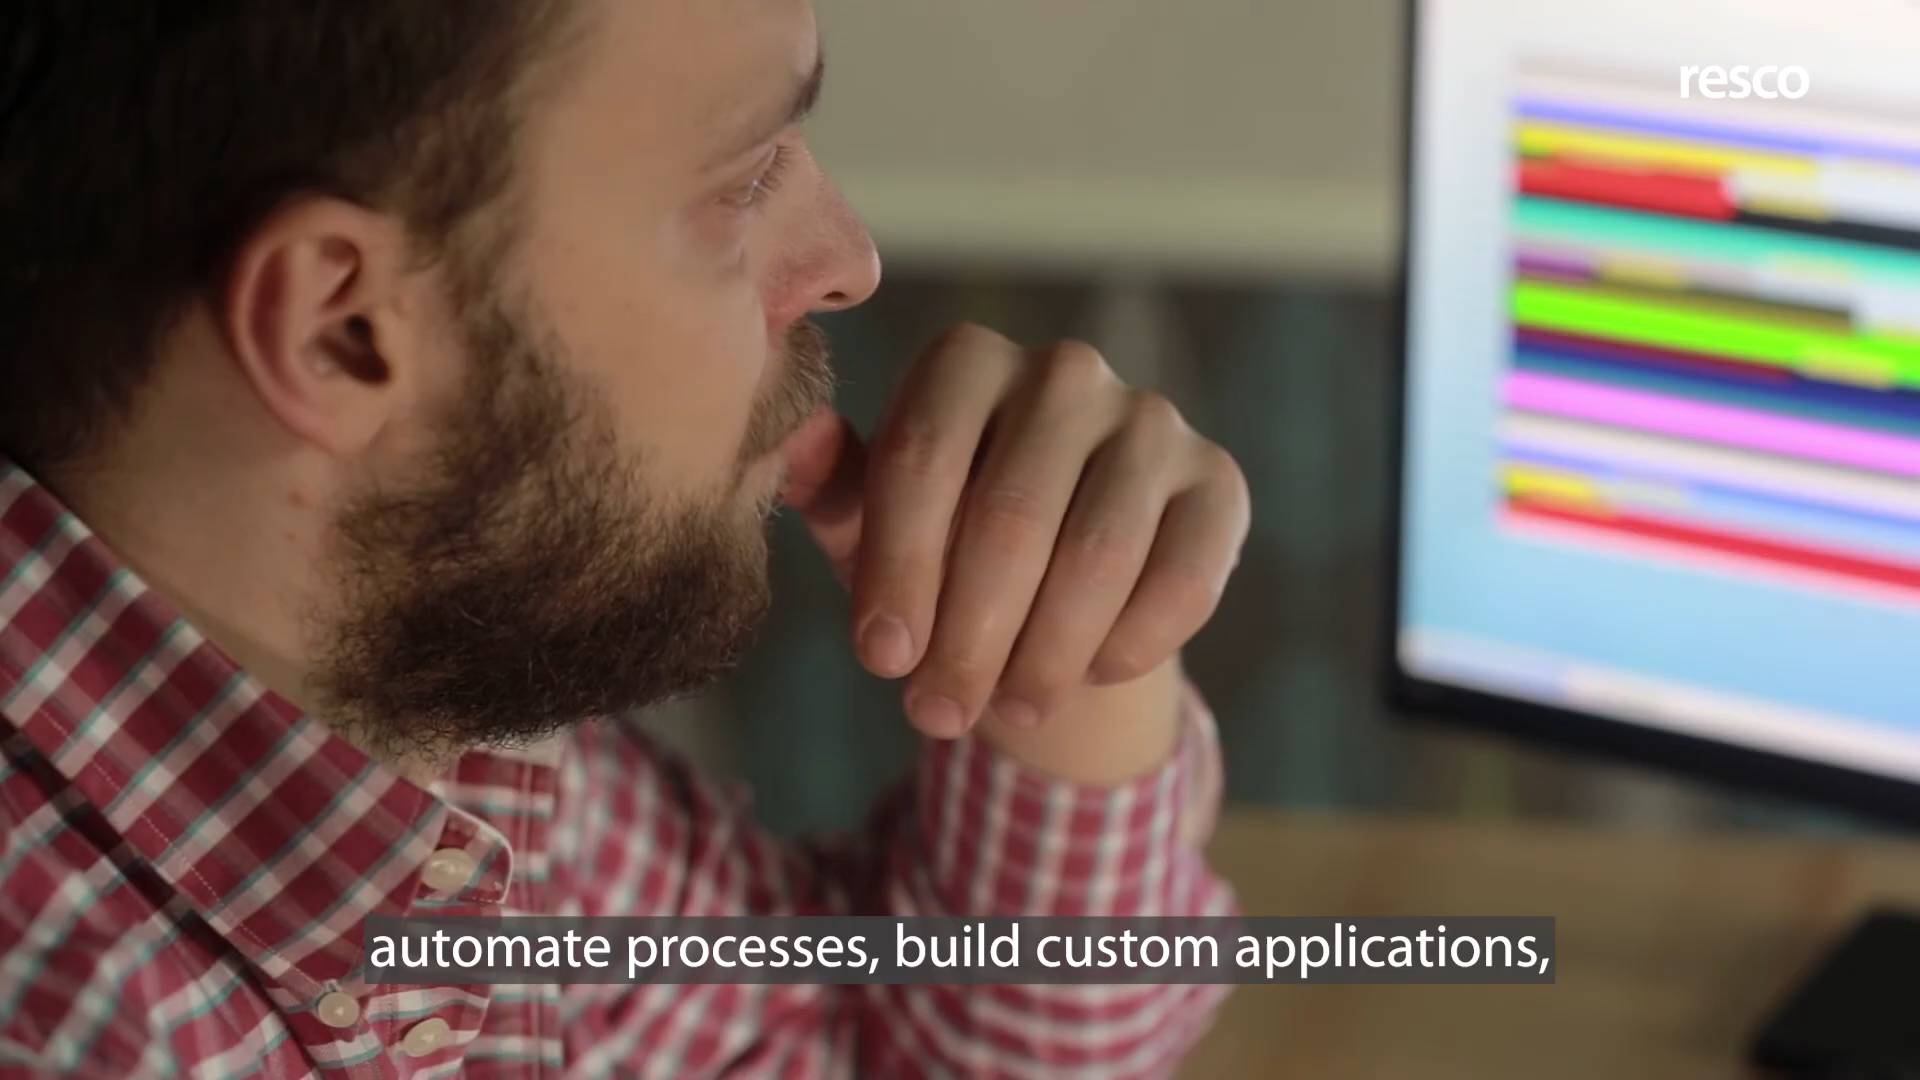 resco
automate processes, build custom applications,